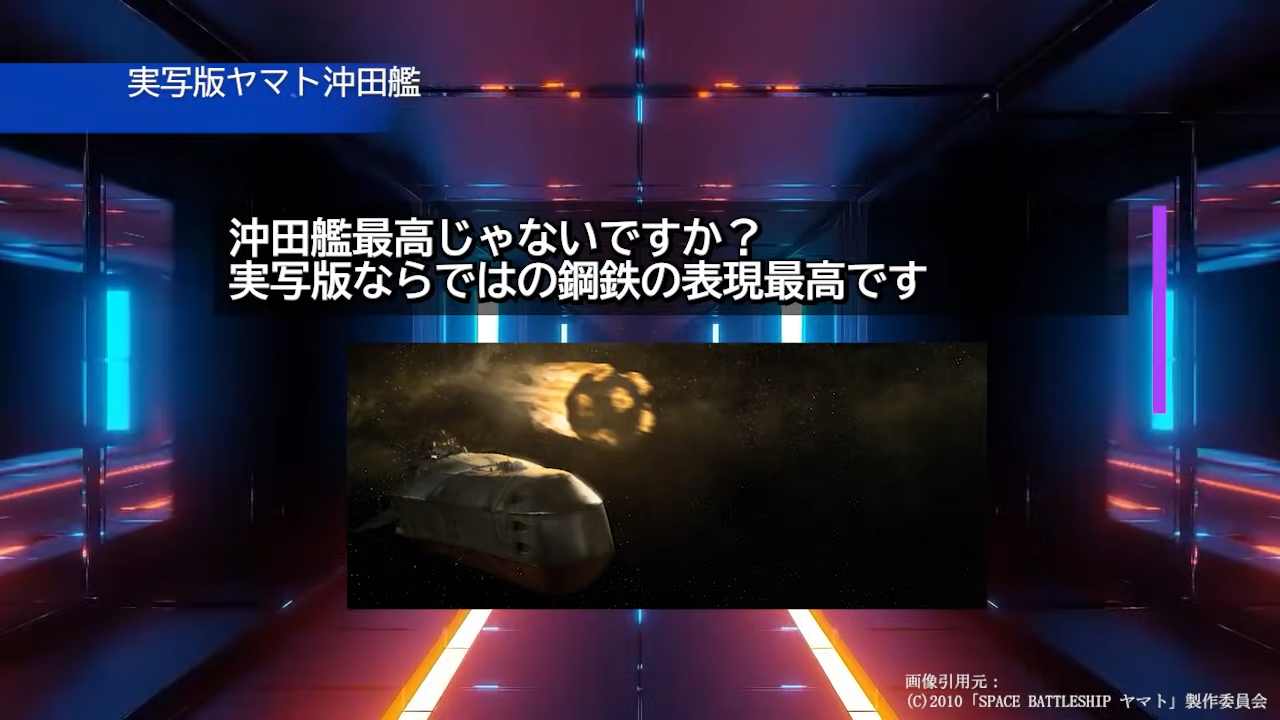 実写版ヤマト沖田艦
沖田艦最高じゃないですか？
実写版ならではの鋼鉄の表現最高です
画像引用元：
(C)2010「SPACE BATTLESHIP ヤマト」製作委員会